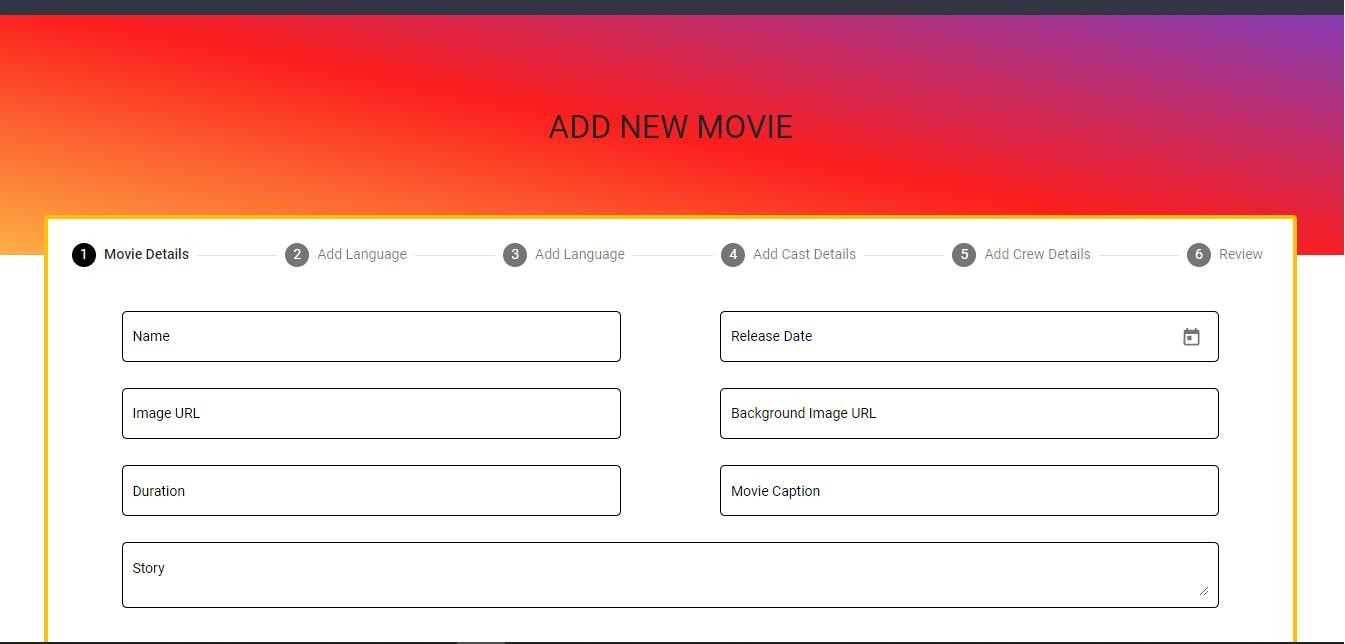 ADD NEW MOVIE
1 Movie Details 2 Add Language 3 Add Language 4 Add Cast Details 5 Add Crew Details 6 Review
Name Release Date
Image URL Background Image URL
Duration Movie Caption
Story